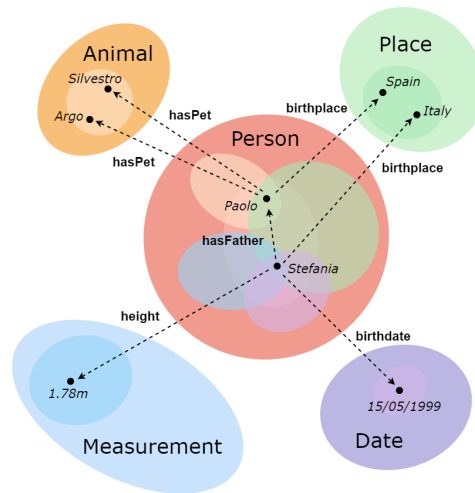 Animal
Place
Silvestro
Spain
hasPet
birthplace
Argo
Italy
Person
hasPet
birthplace
Paolo
hasFather
Stefania
height
birthdate
1.78m
15/05/1999
Measurement
Date